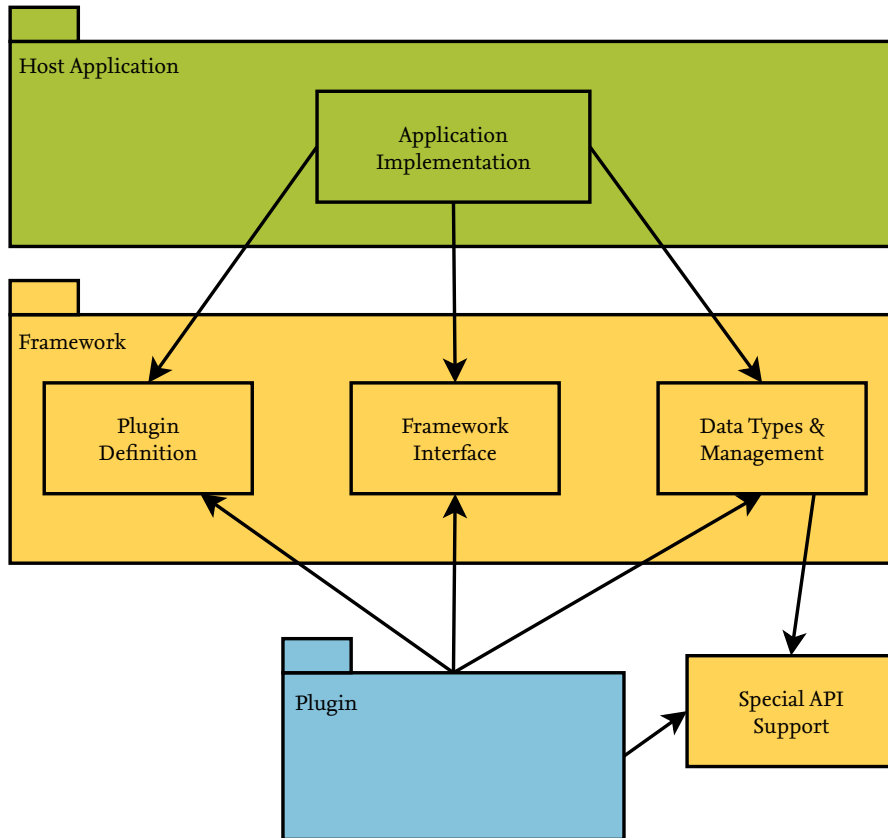 Host Application
Application
Implementation
Framework
Plugin
Definition
Framework
Interface
Data Types &
Management
Plugin
Special API
Support